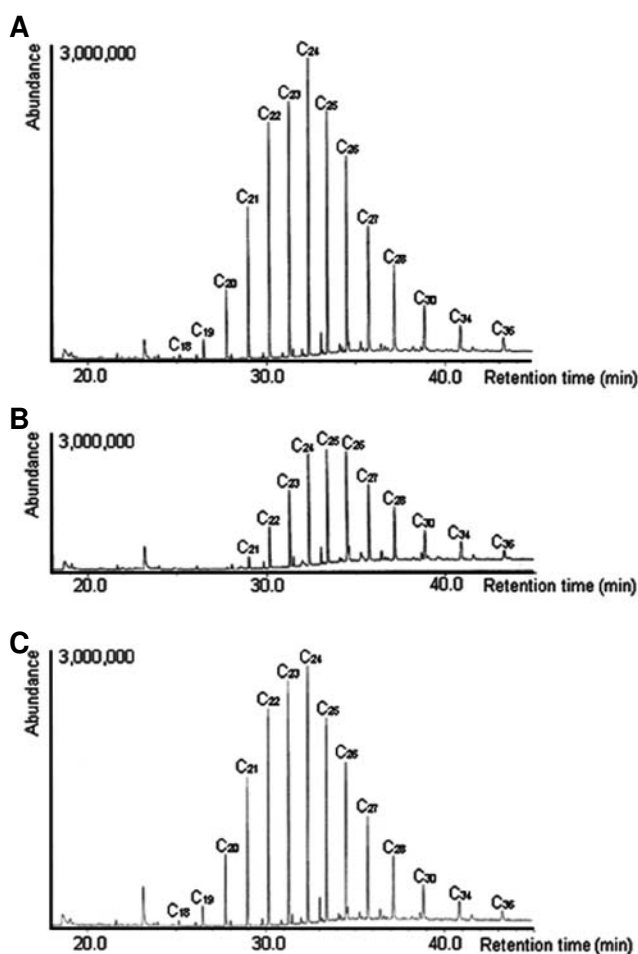 A
Abundance
3,000,000
C18 C19 C20 C21 C22 C23 C24 C25 C26 C27 C28 C30 C34 C36
20.0 30.0 40.0 Retention time (min)
B
Abundance
3,000,000
C21 C22 C23 C24 C25 C26 C27 C28 C30 C34 C36
20.0 30.0 40.0 Retention time (min)
C
Abundance
3,000,000
C18 C19 C20 C21 C22 C23 C24 C25 C26 C27 C28 C30 C34 C36
20.0 30.0 40.0 Retention time (min)